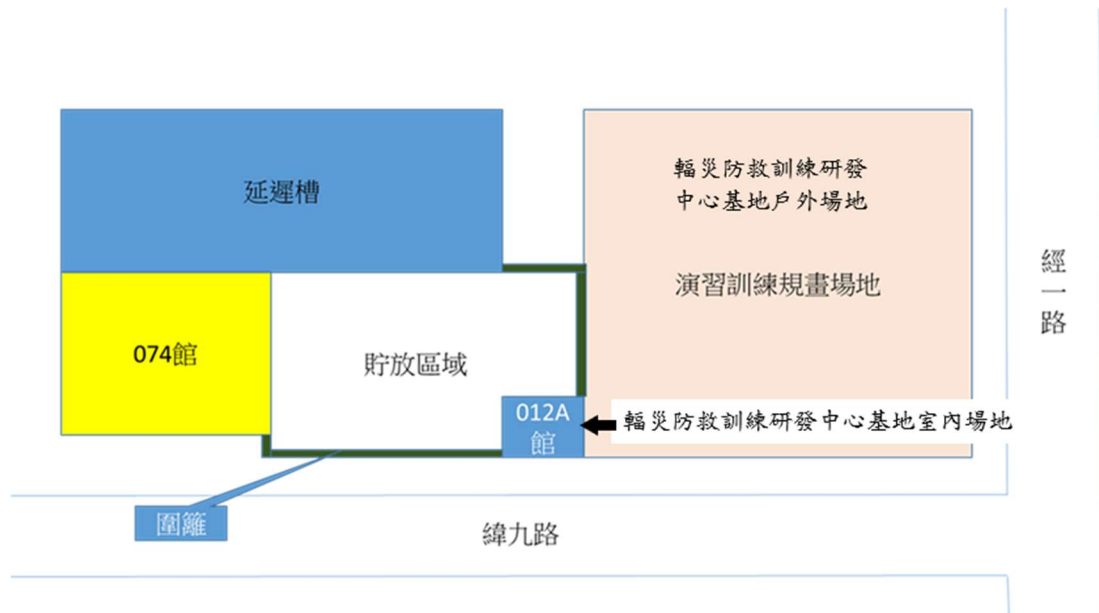 延遲槽
輻災防救訓練研發
中心基地戶外場地
演習訓練規畫場地
經一路
074館
貯放區域
012A
館
輻災防救訓練研發中心基地室內場地
圍籬
緯九路